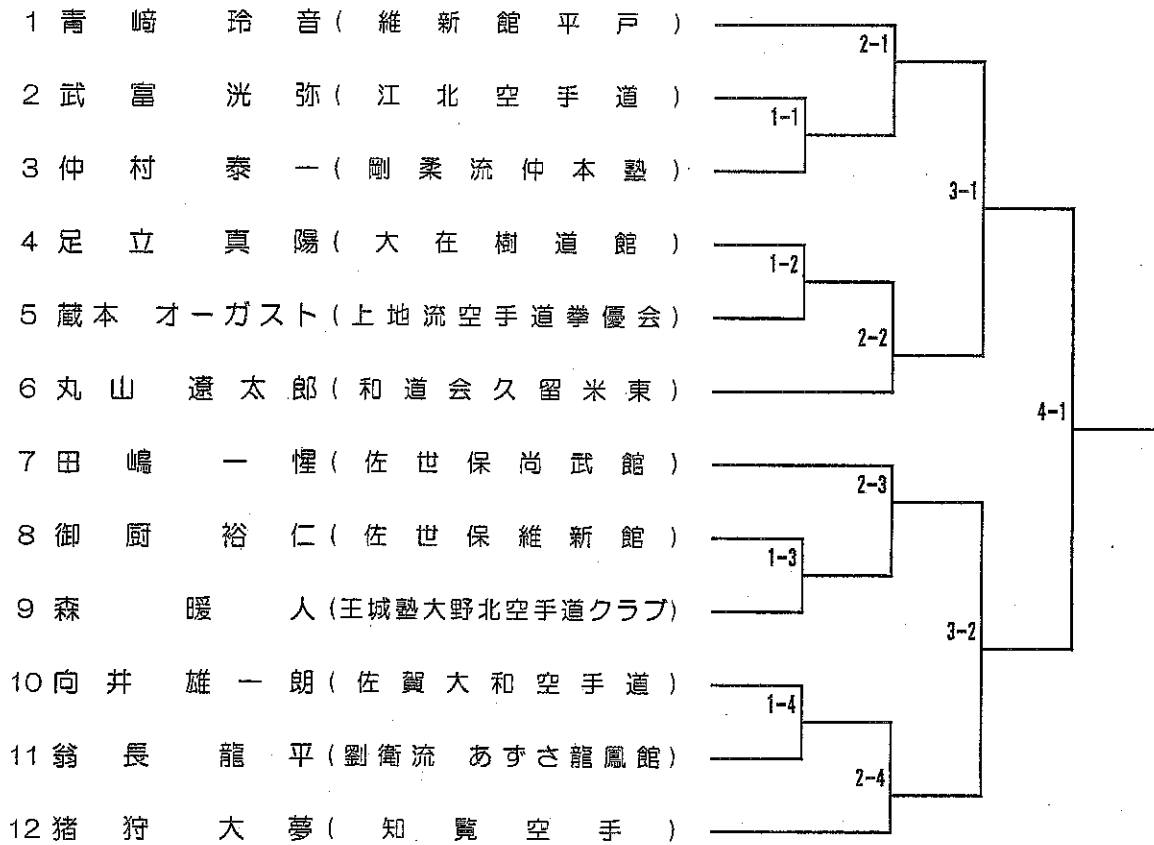 1 青﨑 玲音 (維新館平戸)
2-1
2 武富 洸弥 (江北空手道)
1-1
3 仲村 泰一 (剛柔流仲本塾)
3-1
4 足立 真陽 (大在樹道館)
1-2
5 蔵本 オーガスト (上地流空手道拳優会)
2-2
6 丸山 遼太郎 (和道会久留米東)
4-1
7 田嶋 一惺 (佐世保尚武館)
2-3
8 御厨 裕仁 (佐世保維新館)
1-3
9 森 暖人 (王城塾大野北空手道クラブ)
3-2
10 向井 雄一朗 (佐賀大和空手道)
1-4
11 翁長 龍平 (劉衛流 あずさ龍鳳館)
2-4
12 猪狩 大夢 (知覧空手)